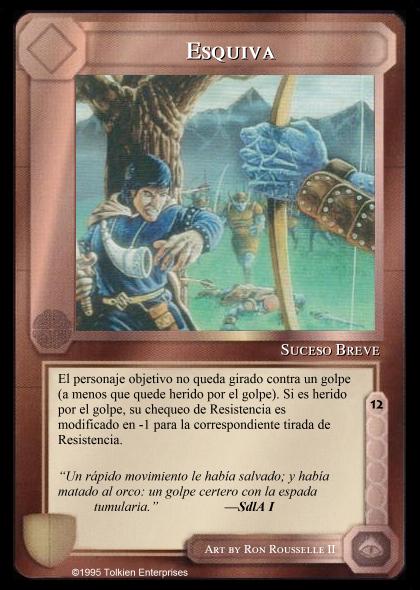 Esquiva
Suceso Breve
El personaje objetivo no queda girado contra un golpe
(a menos que quede herido por el golpe). Si es herido
por el golpe, su chequeo de Resistencia es
modificado en -1 para la correspondiente tirada de
Resistencia.
12
“Un rápido movimiento le había salvado; y había
matado al orco: un golpe certero con la espada
tumularia.” —SdlA I
Art by Ron Rousselle II
©1995 Tolkien Enterprises